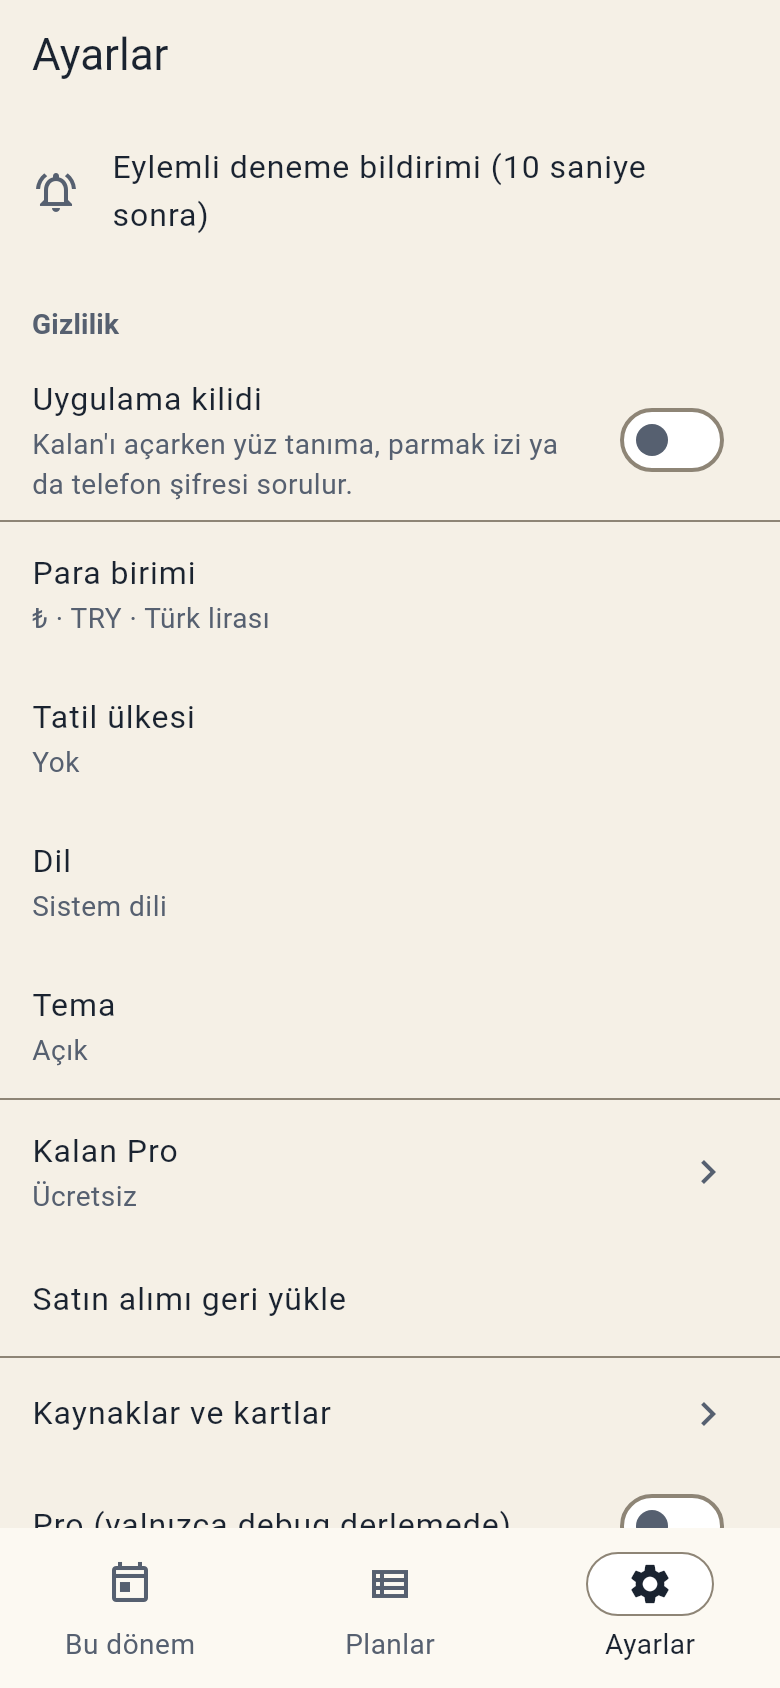 Ayarlar
Eylemli deneme bildirimi (10 saniye
sonra)
Gizlilik
Uygulama kilidi
Kalan'ı açarken yüz tanıma, parmak izi ya
da telefon şifresi sorulur.
Para birimi
₺ · TRY · Türk lirası
Tatil ülkesi
Yok
Dil
Sistem dili
Tema
Açık
Kalan Pro
Ücretsiz
Satın alımı geri yükle
Kaynaklar ve kartlar
Pro (yalnızca debug derlemede)
Bu dönem
Planlar
Ayarlar